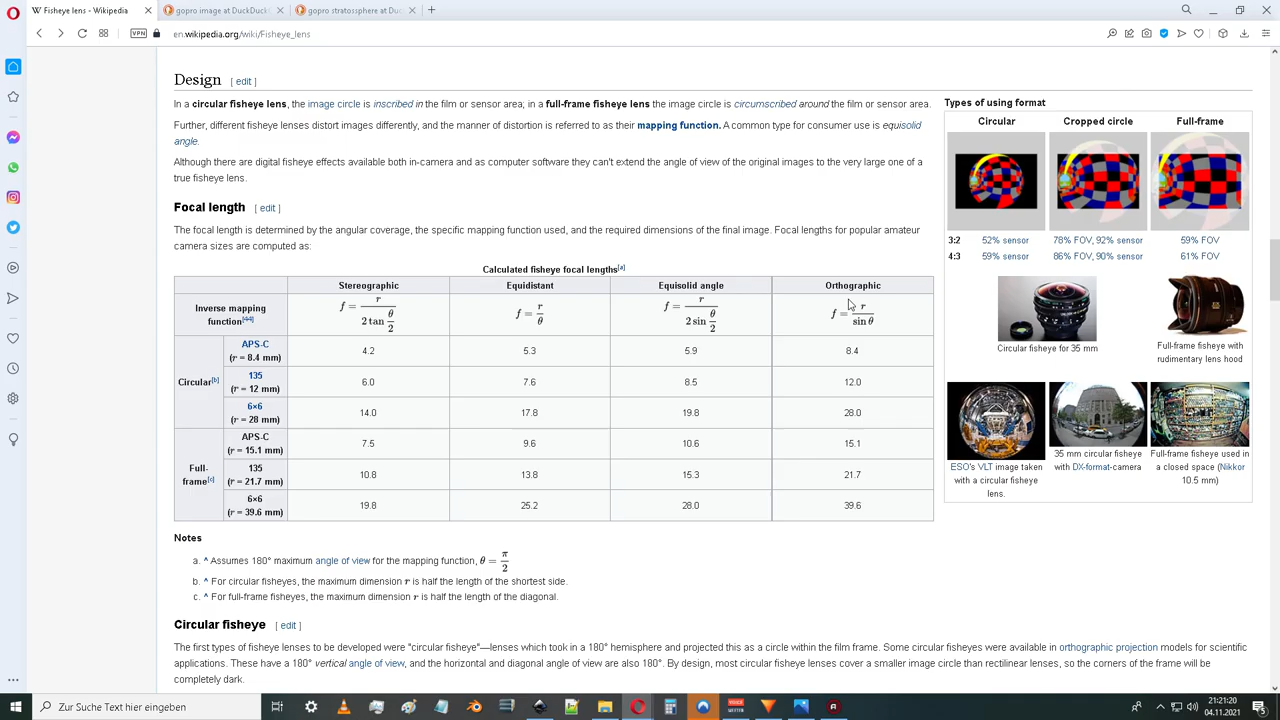 Fisheye lens - Wikipedia
gopro image at DuckDuck
gopro stratossphere at Duc
VPN
en.wikipedia.org/wiki/Fisheye_lens
Design [ edit ]
In a circular fisheye lens, the image circle is inscribed in the film or sensor area; in a full-frame fisheye lens the image circle is circumscribed around the film or sensor area.
Further, different fisheye lenses distort images differently, and the manner of distortion is referred to as their mapping function. A common type for consumer use is equisolid
angle.
Although there are digital fisheye effects available both in-camera and as computer software they can't extend the angle of view of the original images to the very large one of a
true fisheye lens.
Focal length [ edit ]
The focal length is determined by the angular coverage, the specific mapping function used, and the required dimensions of the final image. Focal lengths for popular amateur
camera sizes are computed as:
Calculated fisheye focal lengths[a]
Stereographic Equidistant Equisolid angle Orthographic
Inverse mapping
function[44]
f = r / (2 tan θ/2) f = r / θ f = r / (2 sin θ/2) f = r / sin θ
Circular[b]
APS-C
(r = 8.4 mm)
4.2 5.3 5.9 8.4
135
(r = 12 mm)
6.0 7.6 8.5 12.0
6×6
(r = 28 mm)
14.0 17.8 19.8 28.0
Full-
frame[c]
APS-C
(r = 15.1 mm)
7.5 9.6 10.6 15.1
135
(r = 21.7 mm)
10.8 13.8 15.3 21.7
6×6
(r = 39.6 mm)
19.8 25.2 28.0 39.6
Notes
a. ^ Assumes 180° maximum angle of view for the mapping function, θ = π/2
b. ^ For circular fisheyes, the maximum dimension r is half the length of the shortest side.
c. ^ For full-frame fisheyes, the maximum dimension r is half the length of the diagonal.
Circular fisheye [ edit ]
The first types of fisheye lenses to be developed were "circular fisheye"—lenses which took in a 180° hemisphere and projected this as a circle within the film frame. Some circular fisheyes were available in orthographic projection models for scientific
applications. These have a 180° vertical angle of view, and the horizontal and diagonal angle of view are also 180°. By design, most circular fisheye lenses cover a smaller image circle than rectilinear lenses, so the corners of the frame will be
completely dark.
Types of using format
Circular Cropped circle Full-frame
3:2 52% sensor 78% FOV, 92% sensor 59% FOV
4:3 59% sensor 86% FOV, 90% sensor 61% FOV
Circular fisheye for 35 mm
Full-frame fisheye with
rudimentary lens hood
ESO's VLT image taken
with a circular fisheye
lens.
35 mm circular fisheye
with DX-format-camera
Full-frame fisheye used in
a closed space (Nikkor
10.5 mm)
Zur Suche Text hier eingeben
21:21:20
04.11.2021